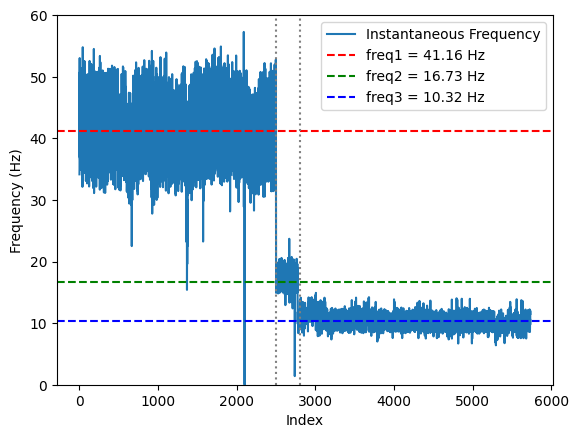 60
50
40
30
20
10
0
Frequency (Hz)
Instantaneous Frequency
freq1 = 41.16 Hz
freq2 = 16.73 Hz
freq3 = 10.32 Hz
0 1000 2000 3000 4000 5000 6000
Index